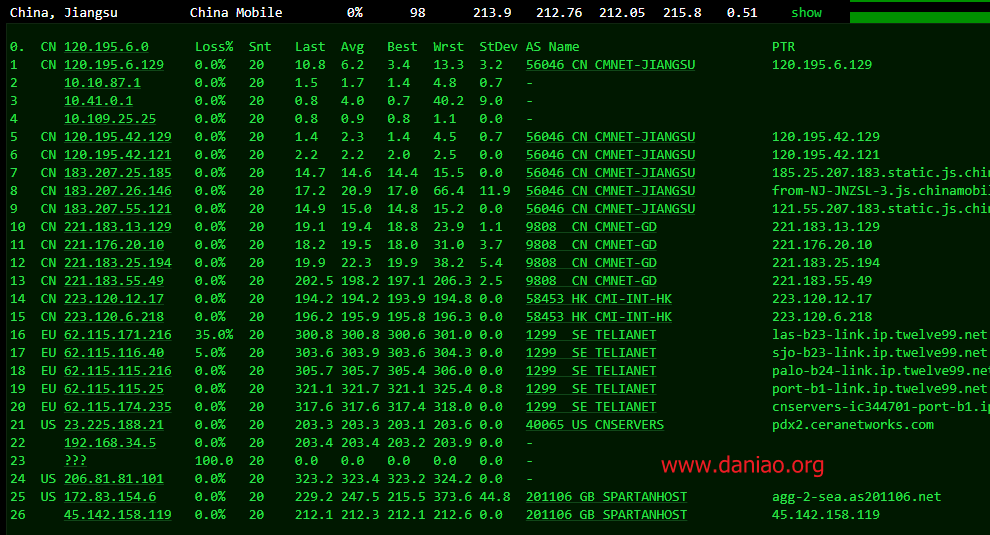 China, Jiangsu China Mobile 0% 98 213.9 212.76 212.05 215.8 0.51 show
0. CN 120.195.6.0 Loss% Snt Last Avg Best Wrst StDev AS Name PTR
1 CN 120.195.6.129 0.0% 20 10.8 6.2 3.4 13.3 3.2 56046 CN CMNET-JIANGSU 120.195.6.129
2 10.10.87.1 0.0% 20 1.5 1.7 1.4 4.8 0.7 -
3 10.41.0.1 0.0% 20 0.8 4.0 0.7 40.2 9.0 -
4 10.109.25.25 0.0% 20 0.8 0.9 0.8 1.1 0.0 -
5 CN 120.195.42.129 0.0% 20 1.4 2.3 1.4 4.5 0.7 56046 CN CMNET-JIANGSU 120.195.42.129
6 CN 120.195.42.121 0.0% 20 2.2 2.2 2.0 2.5 0.0 56046 CN CMNET-JIANGSU 120.195.42.121
7 CN 183.207.25.185 0.0% 20 14.7 14.6 14.4 15.5 0.0 56046 CN CMNET-JIANGSU 185.25.207.183.static.js.chin
8 CN 183.207.26.146 0.0% 20 17.2 20.9 17.0 66.4 11.9 56046 CN CMNET-JIANGSU from-NJ-JNZSL-3.js.chinamobil
9 CN 183.207.55.121 0.0% 20 14.9 15.0 14.8 15.2 0.0 56046 CN CMNET-JIANGSU 121.55.207.183.static.js.chin
10 CN 221.183.13.129 0.0% 20 19.1 19.4 18.8 23.9 1.1 9808 CN CMNET-GD 221.183.13.129
11 CN 221.176.20.10 0.0% 20 18.2 19.5 18.0 31.0 3.7 9808 CN CMNET-GD 221.176.20.10
12 CN 221.183.25.194 0.0% 20 19.9 22.3 19.9 38.2 5.4 9808 CN CMNET-GD 221.183.25.194
13 CN 221.183.55.49 0.0% 20 202.5 198.2 197.1 206.3 2.5 9808 CN CMNET-GD 221.183.55.49
14 CN 223.120.12.17 0.0% 20 194.2 194.2 193.9 194.8 0.0 58453 HK CMI-INT-HK 223.120.12.17
15 CN 223.120.6.218 0.0% 20 196.2 195.9 195.8 196.3 0.0 58453 HK CMI-INT-HK 223.120.6.218
16 EU 62.115.171.216 35.0% 20 300.8 300.8 300.6 301.0 0.0 1299 SE TELIANET las-b23-link.ip.twelve99.net
17 EU 62.115.116.40 5.0% 20 303.6 303.9 303.6 304.3 0.0 1299 SE TELIANET sjo-b23-link.ip.twelve99.net
18 EU 62.115.115.216 0.0% 20 305.7 305.7 305.4 306.0 0.0 1299 SE TELIANET palo-b24-link.ip.twelve99.net
19 EU 62.115.115.25 0.0% 20 321.1 321.7 321.1 325.4 0.8 1299 SE TELIANET port-b1-link.ip.twelve99.net
20 EU 62.115.174.235 0.0% 20 317.6 317.6 317.4 318.0 0.0 1299 SE TELIANET cnservers-ic344701-port-b1.ip
21 US 23.225.188.21 0.0% 20 203.3 203.3 203.1 203.6 0.0 40065 US CNSERVERS pdx2.ceranetworks.com
22 192.168.34.5 0.0% 20 203.4 203.4 203.2 203.9 0.0 -
23 ??? 100.0 20 0.0 0.0 0.0 0.0 0.0 -
www.daniao.org
24 US 206.81.81.101 0.0% 20 323.2 323.4 323.2 324.2 0.0 -
25 US 172.83.154.6 0.0% 20 229.2 247.5 215.5 373.6 44.8 201106 GB SPARTANHOST agg-2-sea.as201106.net
26 45.142.158.119 0.0% 20 212.1 212.3 212.1 212.6 0.0 201106 GB SPARTANHOST 45.142.158.119